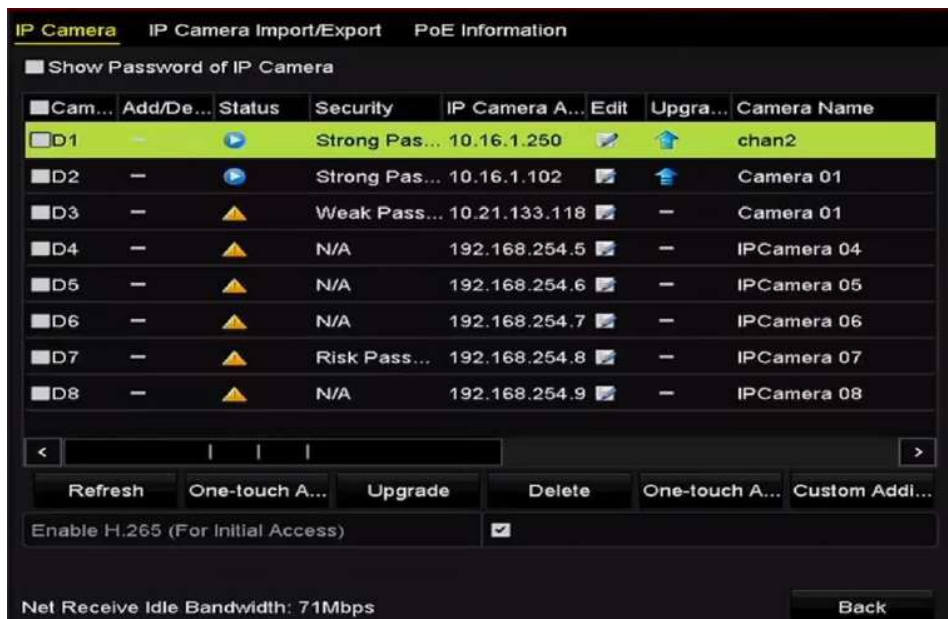 IP Camera IP Camera Import/Export PoE Information
Show Password of IP Camera
Cam... Add/De... Status Security IP Camera A... Edit Upgra... Camera Name
D1 – Strong Pas... 10.16.1.250 chan2
D2 – Strong Pas... 10.16.1.102 Camera 01
D3 – Weak Pass... 10.21.133.118 – Camera 01
D4 – N/A 192.168.254.5 – IPCamera 04
D5 – N/A 192.168.254.6 – IPCamera 05
D6 – N/A 192.168.254.7 – IPCamera 06
D7 – Risk Pass... 192.168.254.8 – IPCamera 07
D8 – N/A 192.168.254.9 – IPCamera 08
Refresh One-touch A... Upgrade Delete One-touch A... Custom Addi...
Enable H.265 (For Initial Access)
Net Receive Idle Bandwidth: 71Mbps Back